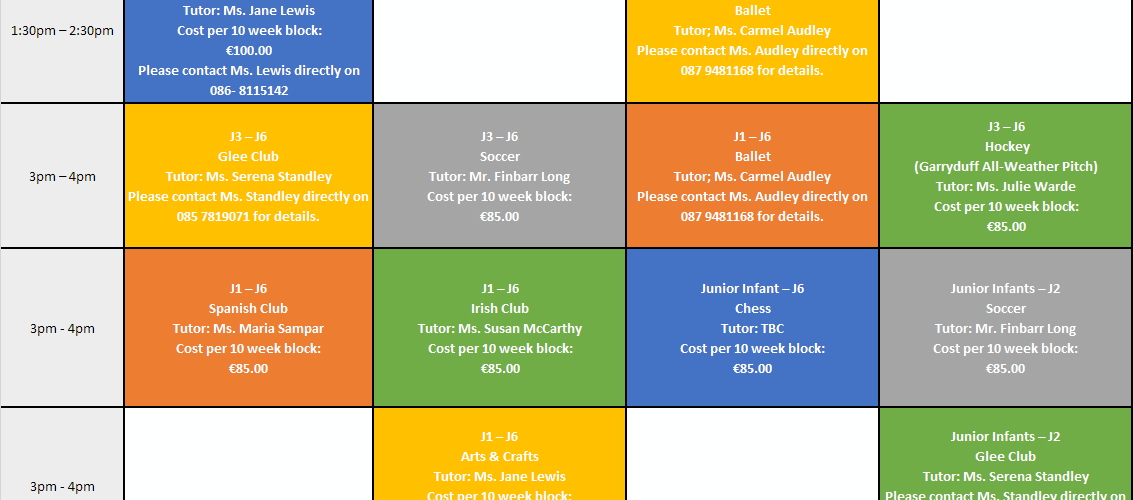 1:30pm – 2:30pm
Tutor: Ms. Jane Lewis
Cost per 10 week block:
€100.00
Please contact Ms. Lewis directly on
086- 8115142
Ballet
Tutor; Ms. Carmel Audley
Please contact Ms. Audley directly on
087 9481168 for details.
3pm – 4pm
J3 – J6
Glee Club
Tutor: Ms. Serena Standley
Please contact Ms. Standley directly on
085 7819071 for details.
J3 – J6
Soccer
Tutor: Mr. Finbarr Long
Cost per 10 week block:
€85.00
J1 – J6
Ballet
Tutor; Ms. Carmel Audley
Please contact Ms. Audley directly on
087 9481168 for details.
J3 – J6
Hockey
(Garryduff All-Weather Pitch)
Tutor: Ms. Julie Warde
Cost per 10 week block:
€85.00
3pm - 4pm
J1 – J6
Spanish Club
Tutor: Ms. Maria Sampar
Cost per 10 week block:
€85.00
J1 – J6
Irish Club
Tutor: Ms. Susan McCarthy
Cost per 10 week block:
€85.00
Junior Infant – J6
Chess
Tutor: TBC
Cost per 10 week block:
€85.00
Junior Infants – J2
Soccer
Tutor: Mr. Finbarr Long
Cost per 10 week block:
€85.00
3pm - 4pm
J1 – J6
Arts & Crafts
Tutor: Ms. Jane Lewis
Cost per 10 week block:
Junior Infants – J2
Glee Club
Tutor: Ms. Serena Standley
Please contact Ms. Standley directly on